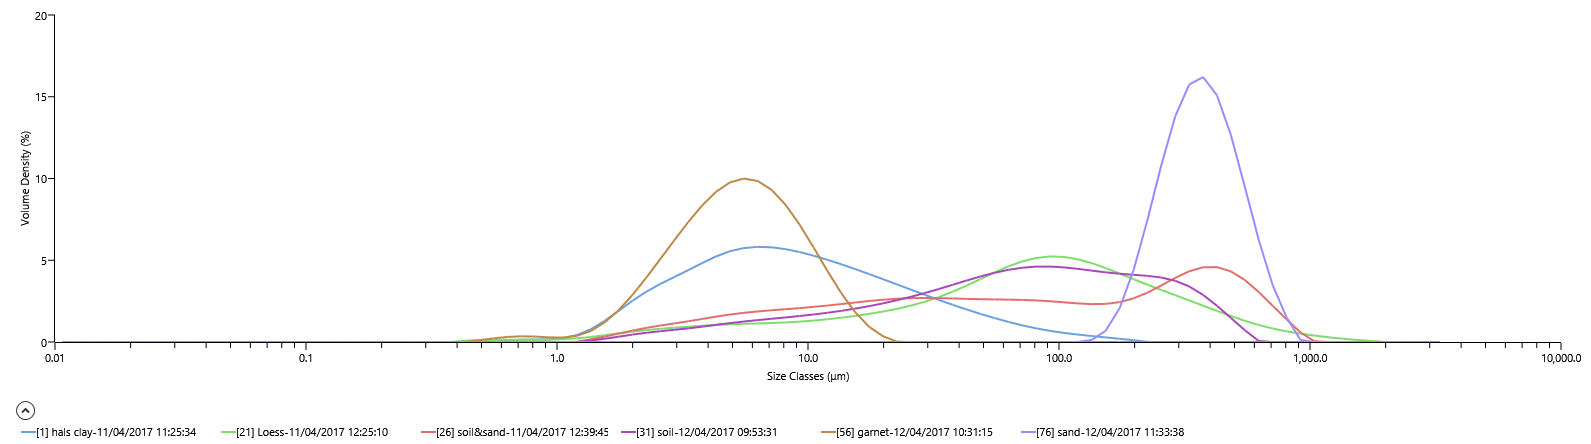 20
15
10
5
0
Volume Density (%)
0.01 0.1 1.0 10.0 100.0 1,000.0 10,000.0
Size Classes (µm)
[1] hals clay-11/04/2017 11:25:34 [21] Loess-11/04/2017 12:25:10 [26] soil&sand-11/04/2017 12:39:45 [31] soil-12/04/2017 09:53:31 [56] garnet-12/04/2017 10:31:15 [76] sand-12/04/2017 11:33:38